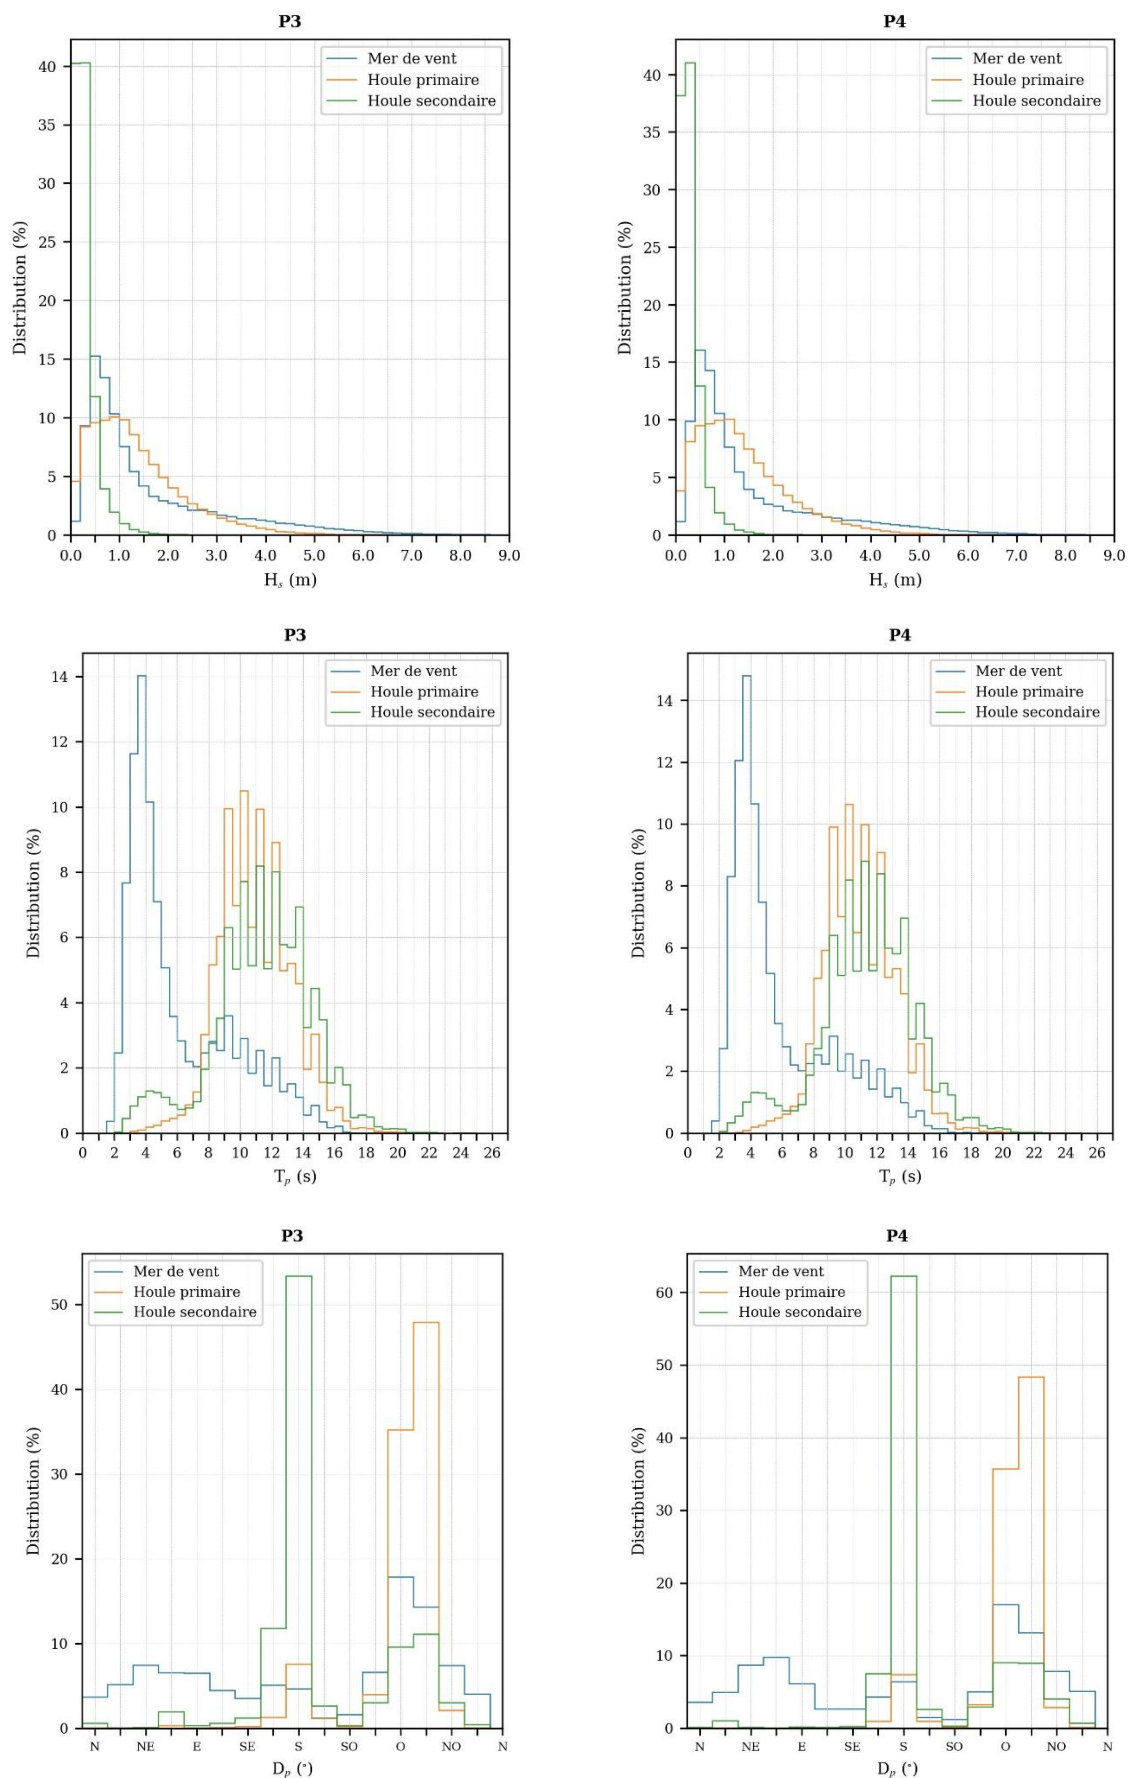 P3
Mer de vent
Houle primaire
Houle secondaire
40
35
30
25
20
15
10
5
0
Distribution (%)
0.0 1.0 2.0 3.0 4.0 5.0 6.0 7.0 8.0 9.0
Hs (m)
P4
Mer de vent
Houle primaire
Houle secondaire
40
35
30
25
20
15
10
5
0
Distribution (%)
0.0 1.0 2.0 3.0 4.0 5.0 6.0 7.0 8.0 9.0
Hs (m)
P3
Mer de vent
Houle primaire
Houle secondaire
14
12
10
8
6
4
2
0
Distribution (%)
0 2 4 6 8 10 12 14 16 18 20 22 24 26
Tp (s)
P4
Mer de vent
Houle primaire
Houle secondaire
14
12
10
8
6
4
2
0
Distribution (%)
0 2 4 6 8 10 12 14 16 18 20 22 24 26
Tp (s)
P3
Mer de vent
Houle primaire
Houle secondaire
50
40
30
20
10
0
Distribution (%)
N NE E SE S SO O NO N
Dp (°)
P4
Mer de vent
Houle primaire
Houle secondaire
60
50
40
30
20
10
0
Distribution (%)
N NE E SE S SO O NO N
Dp (°)